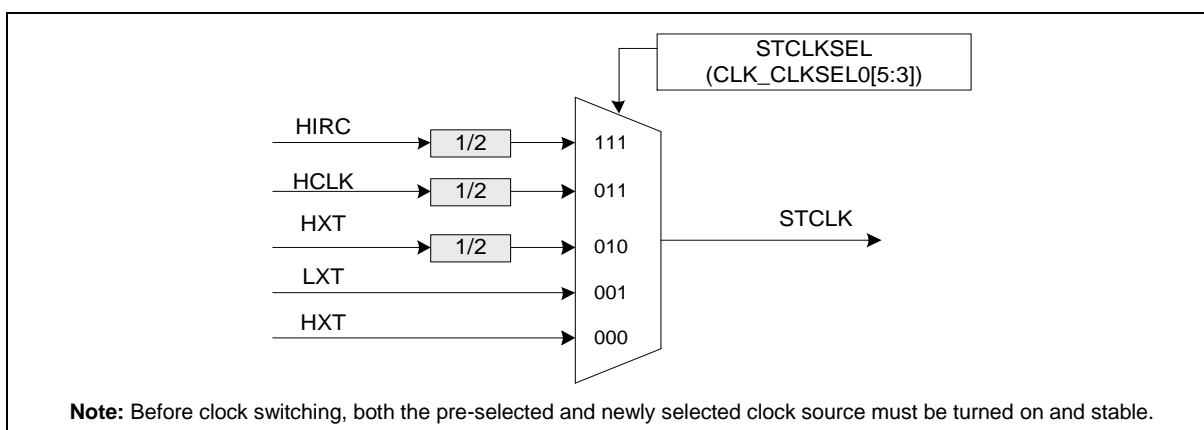 STCLKSEL
(CLK_CLKSEL0[5:3])
HIRC
1/2
111
HCLK
1/2
011
HXT
1/2
010
STCLK
LXT
001
HXT
000
Note: Before clock switching, both the pre-selected and newly selected clock source must be turned on and stable.